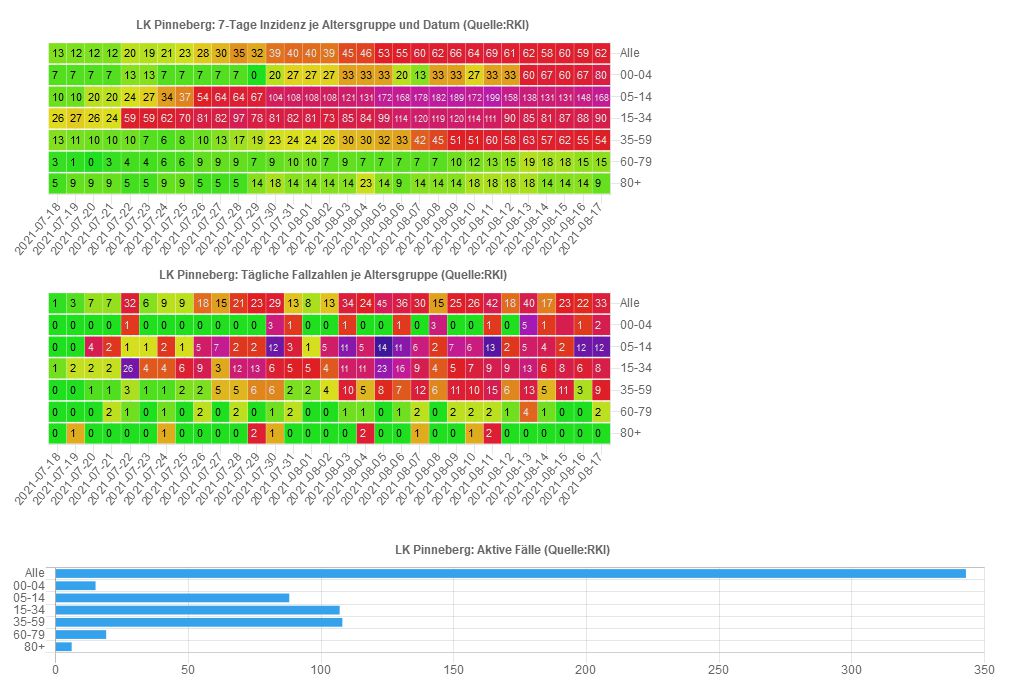 LK Pinneberg: 7-Tage Inzidenz je Altersgruppe und Datum (Quelle:RKI)
13 12 12 12 20 19 21 23 28 30 35 32 39 40 40 39 45 46 53 55 60 62 66 64 69 61 62 58 60 59 62 Alle
7 7 7 7 13 13 7 7 7 7 7 0 20 27 27 27 33 33 33 20 13 33 33 27 33 33 60 67 60 67 80 00-04
10 10 20 20 24 27 34 37 54 64 64 67 104 108 108 108 121 131 172 168 178 182 189 172 199 158 138 131 131 148 168 05-14
26 27 26 24 59 59 62 70 81 82 97 78 81 82 81 73 85 84 99 114 120 119 120 114 111 90 85 81 87 88 90 15-34
13 11 10 10 10 7 6 8 10 13 17 19 23 24 24 26 30 30 32 33 42 45 51 51 60 58 63 57 62 55 54 35-59
3 1 0 3 4 4 6 6 9 9 9 7 9 10 10 7 9 7 7 7 7 7 10 12 13 15 19 18 18 15 15 60-79
5 9 9 9 5 5 9 9 5 5 5 14 18 14 14 14 14 23 14 9 14 14 14 18 18 18 18 14 14 14 9 80+
2021-07-18 2021-07-19 2021-07-20 2021-07-21 2021-07-22 2021-07-23 2021-07-24 2021-07-25 2021-07-26 2021-07-27 2021-07-28 2021-07-29 2021-07-30 2021-07-31 2021-08-01 2021-08-02 2021-08-03 2021-08-04 2021-08-05 2021-08-06 2021-08-07 2021-08-08 2021-08-09 2021-08-10 2021-08-11 2021-08-12 2021-08-13 2021-08-14 2021-08-15 2021-08-16 2021-08-17
LK Pinneberg: Tägliche Fallzahlen je Altersgruppe (Quelle:RKI)
1 3 7 7 32 6 9 9 18 15 21 23 29 13 8 13 34 24 45 36 30 15 25 26 42 18 40 17 23 22 33 Alle
0 0 0 0 1 0 0 0 0 0 0 0 3 1 0 0 1 0 0 1 0 3 0 0 1 0 5 1 1 1 2 00-04
0 0 4 2 1 1 2 1 5 7 2 2 12 3 1 5 11 5 14 11 6 2 7 6 13 2 5 4 2 12 12 05-14
1 2 2 2 26 4 4 6 9 3 12 13 6 5 5 4 11 11 23 16 9 4 5 7 9 9 13 6 8 6 8 15-34
0 0 1 1 3 1 1 2 2 5 5 6 6 2 2 4 10 5 8 7 12 6 11 10 15 6 13 5 11 3 9 35-59
0 0 0 2 1 0 1 0 2 0 2 0 1 2 0 0 1 1 0 1 2 0 2 2 2 1 4 1 0 0 2 60-79
0 1 0 0 0 0 1 0 0 0 0 2 1 0 0 0 0 2 0 0 1 0 0 1 2 0 0 0 0 0 0 80+
2021-07-18 2021-07-19 2021-07-20 2021-07-21 2021-07-22 2021-07-23 2021-07-24 2021-07-25 2021-07-26 2021-07-27 2021-07-28 2021-07-29 2021-07-30 2021-07-31 2021-08-01 2021-08-02 2021-08-03 2021-08-04 2021-08-05 2021-08-06 2021-08-07 2021-08-08 2021-08-09 2021-08-10 2021-08-11 2021-08-12 2021-08-13 2021-08-14 2021-08-15 2021-08-16 2021-08-17
LK Pinneberg: Aktive Fälle (Quelle:RKI)
Alle
00-04
05-14
15-34
35-59
60-79
80+
0 50 100 150 200 250 300 350